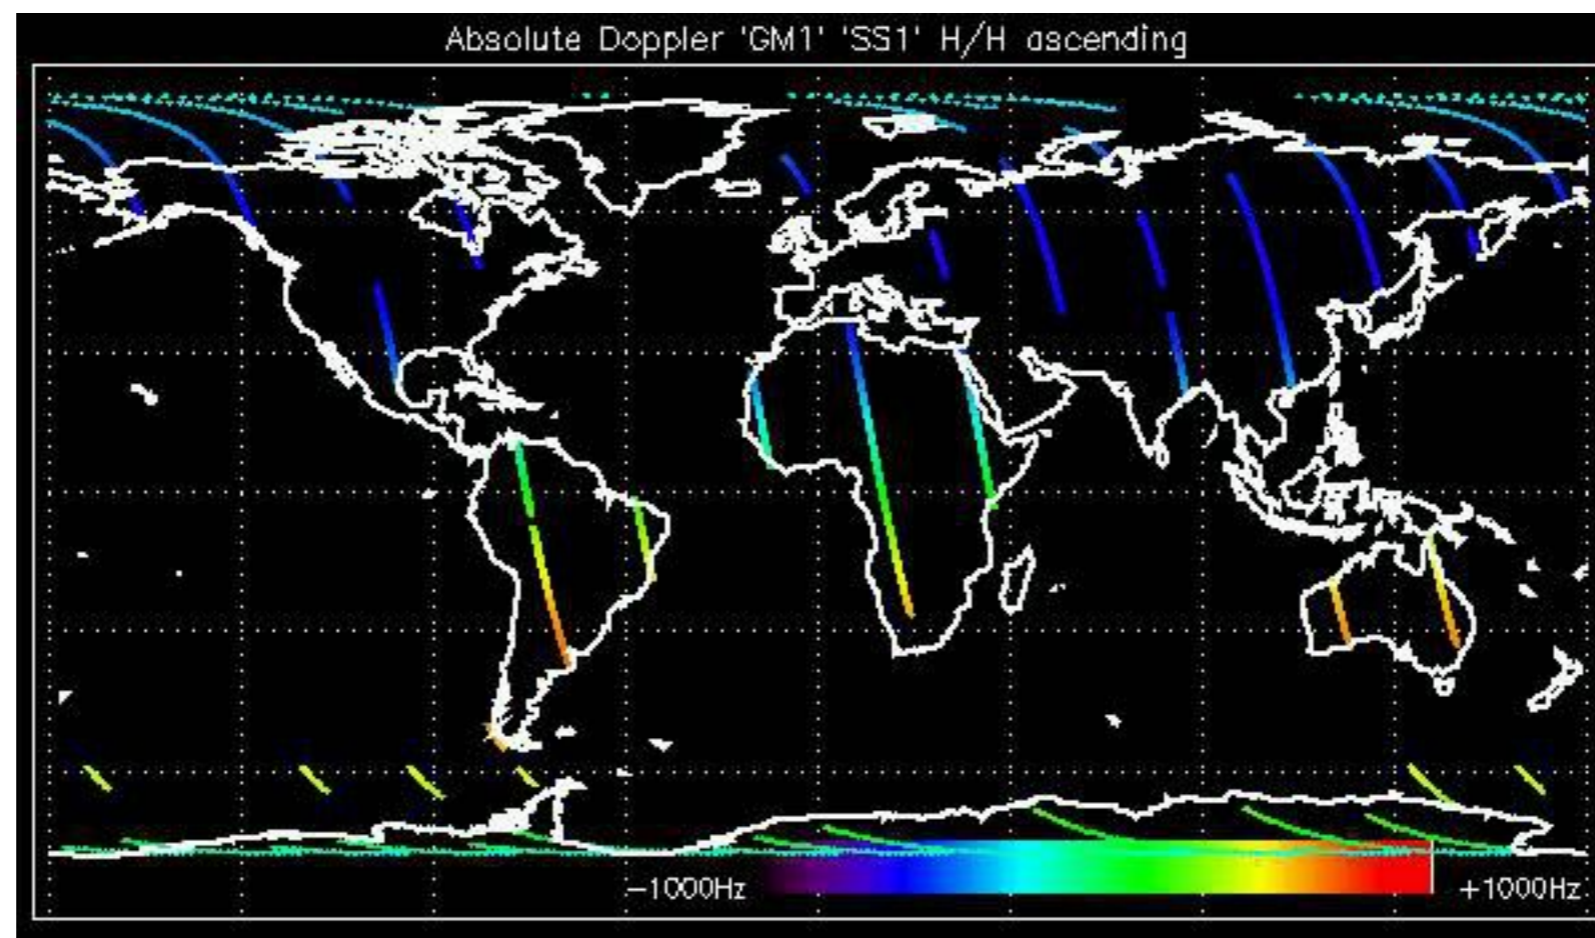 Absolute Doppler 'GM1' 'SS1' H/H ascending
−1000Hz
+1000Hz